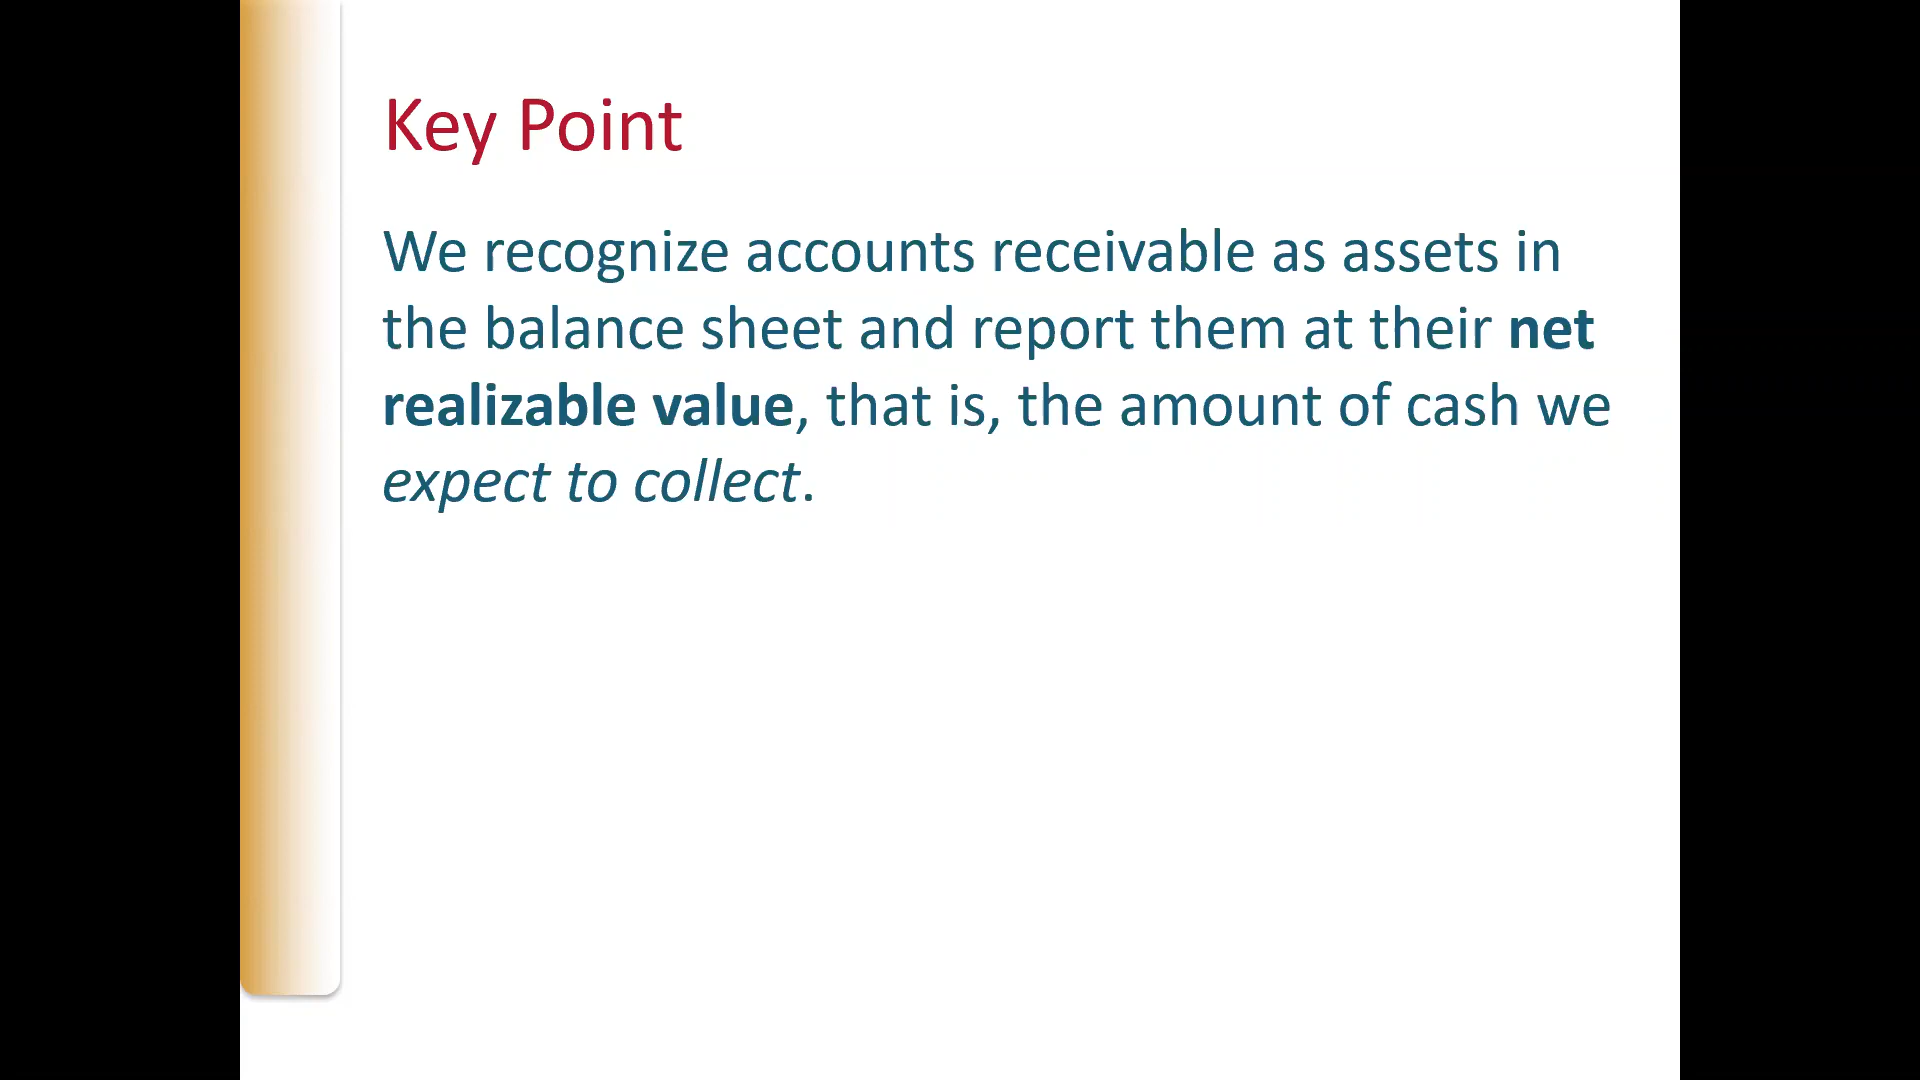 Key Point
We recognize accounts receivable as assets in
the balance sheet and report them at their net
realizable value, that is, the amount of cash we
expect to collect.